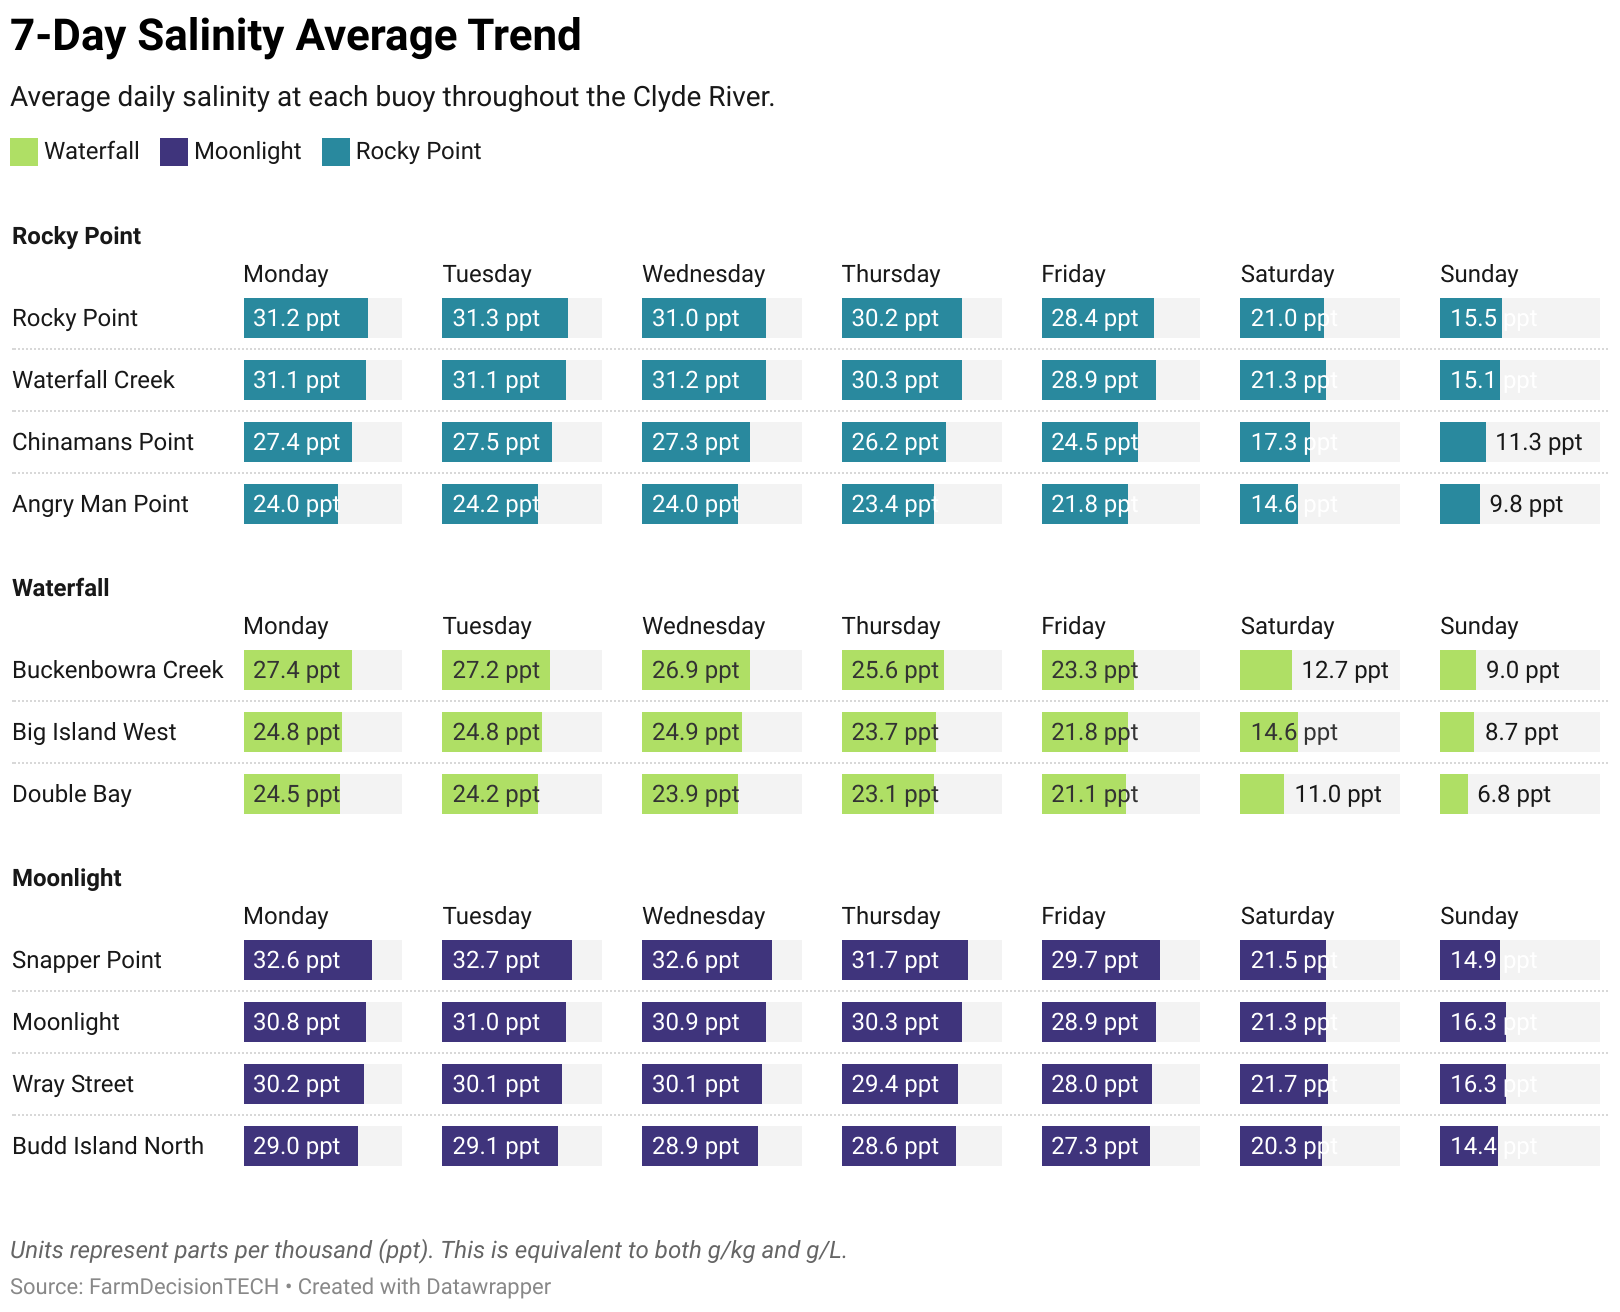 7-Day Salinity Average Trend
Average daily salinity at each buoy throughout the Clyde River.
Waterfall Moonlight Rocky Point
Rocky Point
Monday Tuesday Wednesday Thursday Friday Saturday Sunday
Rocky Point 31.2 ppt 31.3 ppt 31.0 ppt 30.2 ppt 28.4 ppt 21.0 ppt 15.5 ppt
Waterfall Creek 31.1 ppt 31.1 ppt 31.2 ppt 30.3 ppt 28.9 ppt 21.3 ppt 15.1 ppt
Chinamans Point 27.4 ppt 27.5 ppt 27.3 ppt 26.2 ppt 24.5 ppt 17.3 ppt 11.3 ppt
Angry Man Point 24.0 ppt 24.2 ppt 24.0 ppt 23.4 ppt 21.8 ppt 14.6 ppt 9.8 ppt
Waterfall
Monday Tuesday Wednesday Thursday Friday Saturday Sunday
Buckenbowra Creek 27.4 ppt 27.2 ppt 26.9 ppt 25.6 ppt 23.3 ppt 12.7 ppt 9.0 ppt
Big Island West 24.8 ppt 24.8 ppt 24.9 ppt 23.7 ppt 21.8 ppt 14.6 ppt 8.7 ppt
Double Bay 24.5 ppt 24.2 ppt 23.9 ppt 23.1 ppt 21.1 ppt 11.0 ppt 6.8 ppt
Moonlight
Monday Tuesday Wednesday Thursday Friday Saturday Sunday
Snapper Point 32.6 ppt 32.7 ppt 32.6 ppt 31.7 ppt 29.7 ppt 21.5 ppt 14.9 ppt
Moonlight 30.8 ppt 31.0 ppt 30.9 ppt 30.3 ppt 28.9 ppt 21.3 ppt 16.3 ppt
Wray Street 30.2 ppt 30.1 ppt 30.1 ppt 29.4 ppt 28.0 ppt 21.7 ppt 16.3 ppt
Budd Island North 29.0 ppt 29.1 ppt 28.9 ppt 28.6 ppt 27.3 ppt 20.3 ppt 14.4 ppt
Units represent parts per thousand (ppt). This is equivalent to both g/kg and g/L.
Source: FarmDecisionTECH • Created with Datawrapper